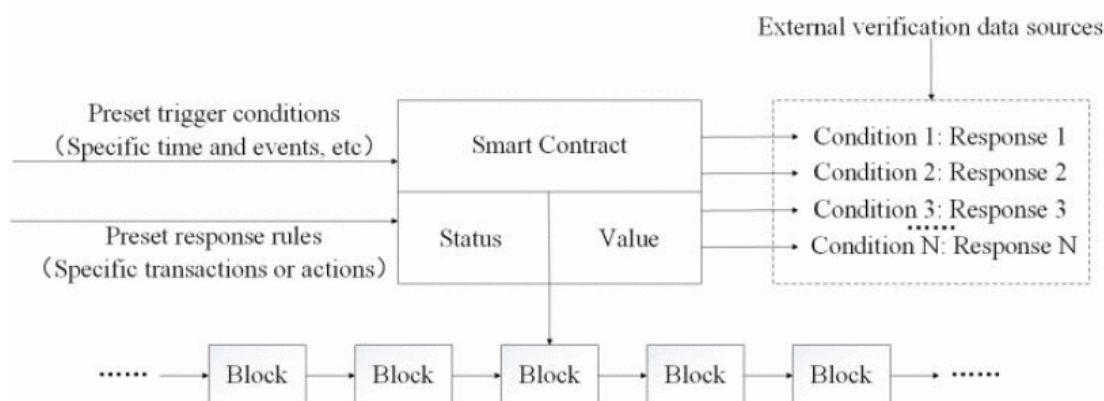 External verification data sources
Preset trigger conditions
（Specific time and events, etc）
Smart Contract
Condition 1: Response 1
Condition 2: Response 2
Condition 3: Response 3
......
Condition N: Response N
Preset response rules
（Specific transactions or actions）
Status
Value
...... Block Block Block Block Block ......